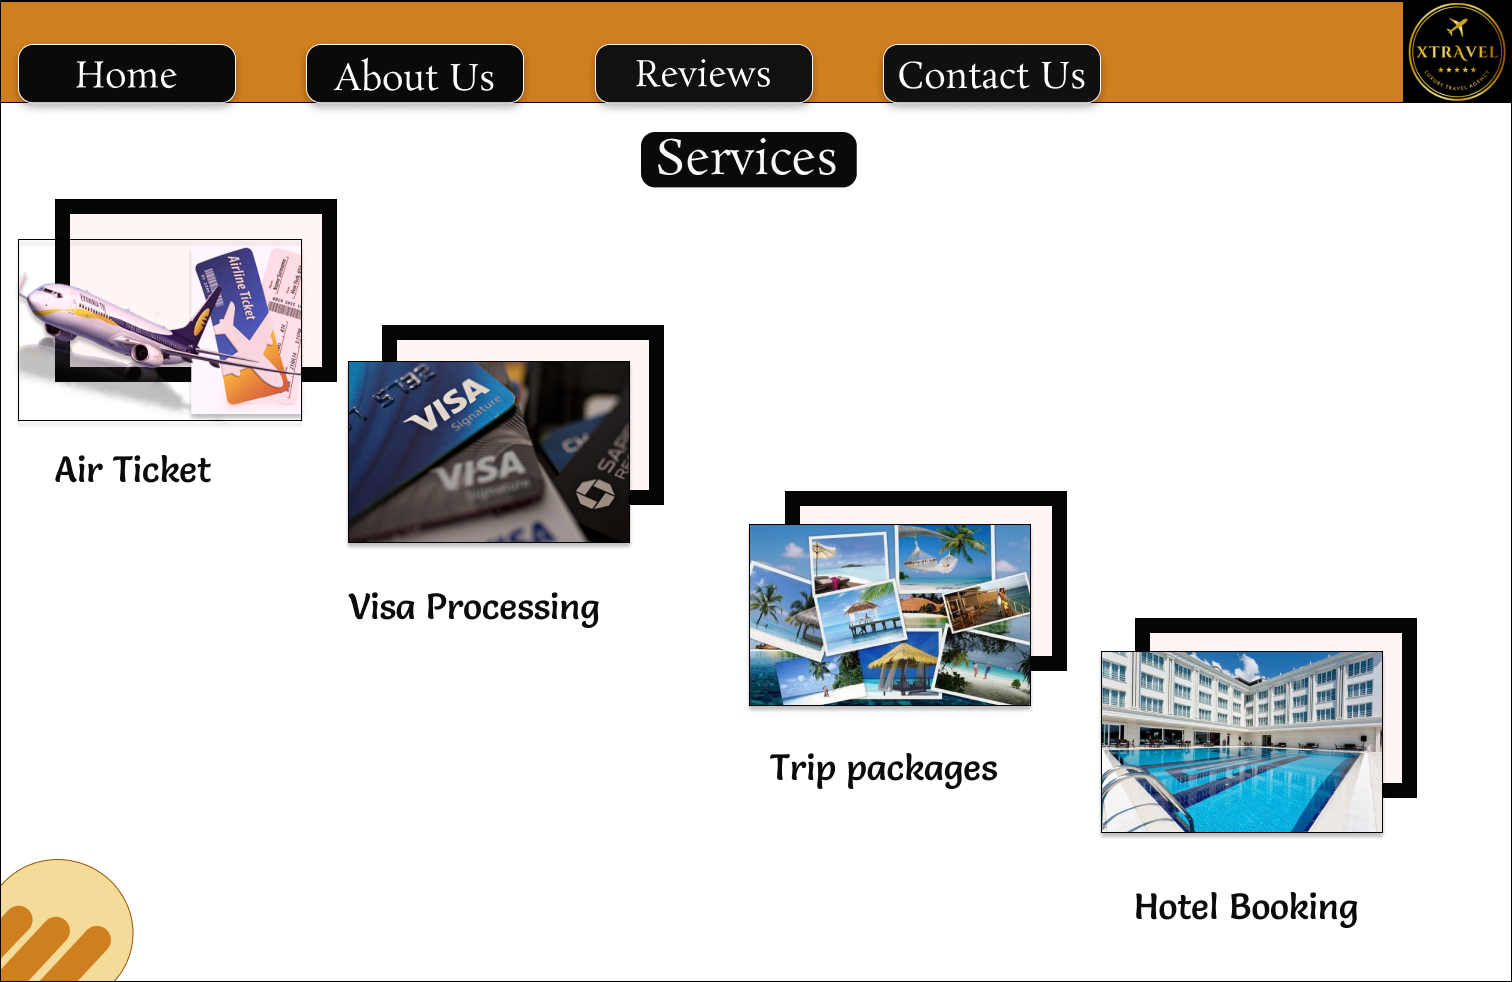 Home
About Us
Reviews
Contact Us
XTRAVEL
LUXURY TRAVEL AGENCY
Services
Airline Ticket
Air Ticket
VISA
Signature
VISA
Signature
Visa Processing
Trip packages
Hotel Booking